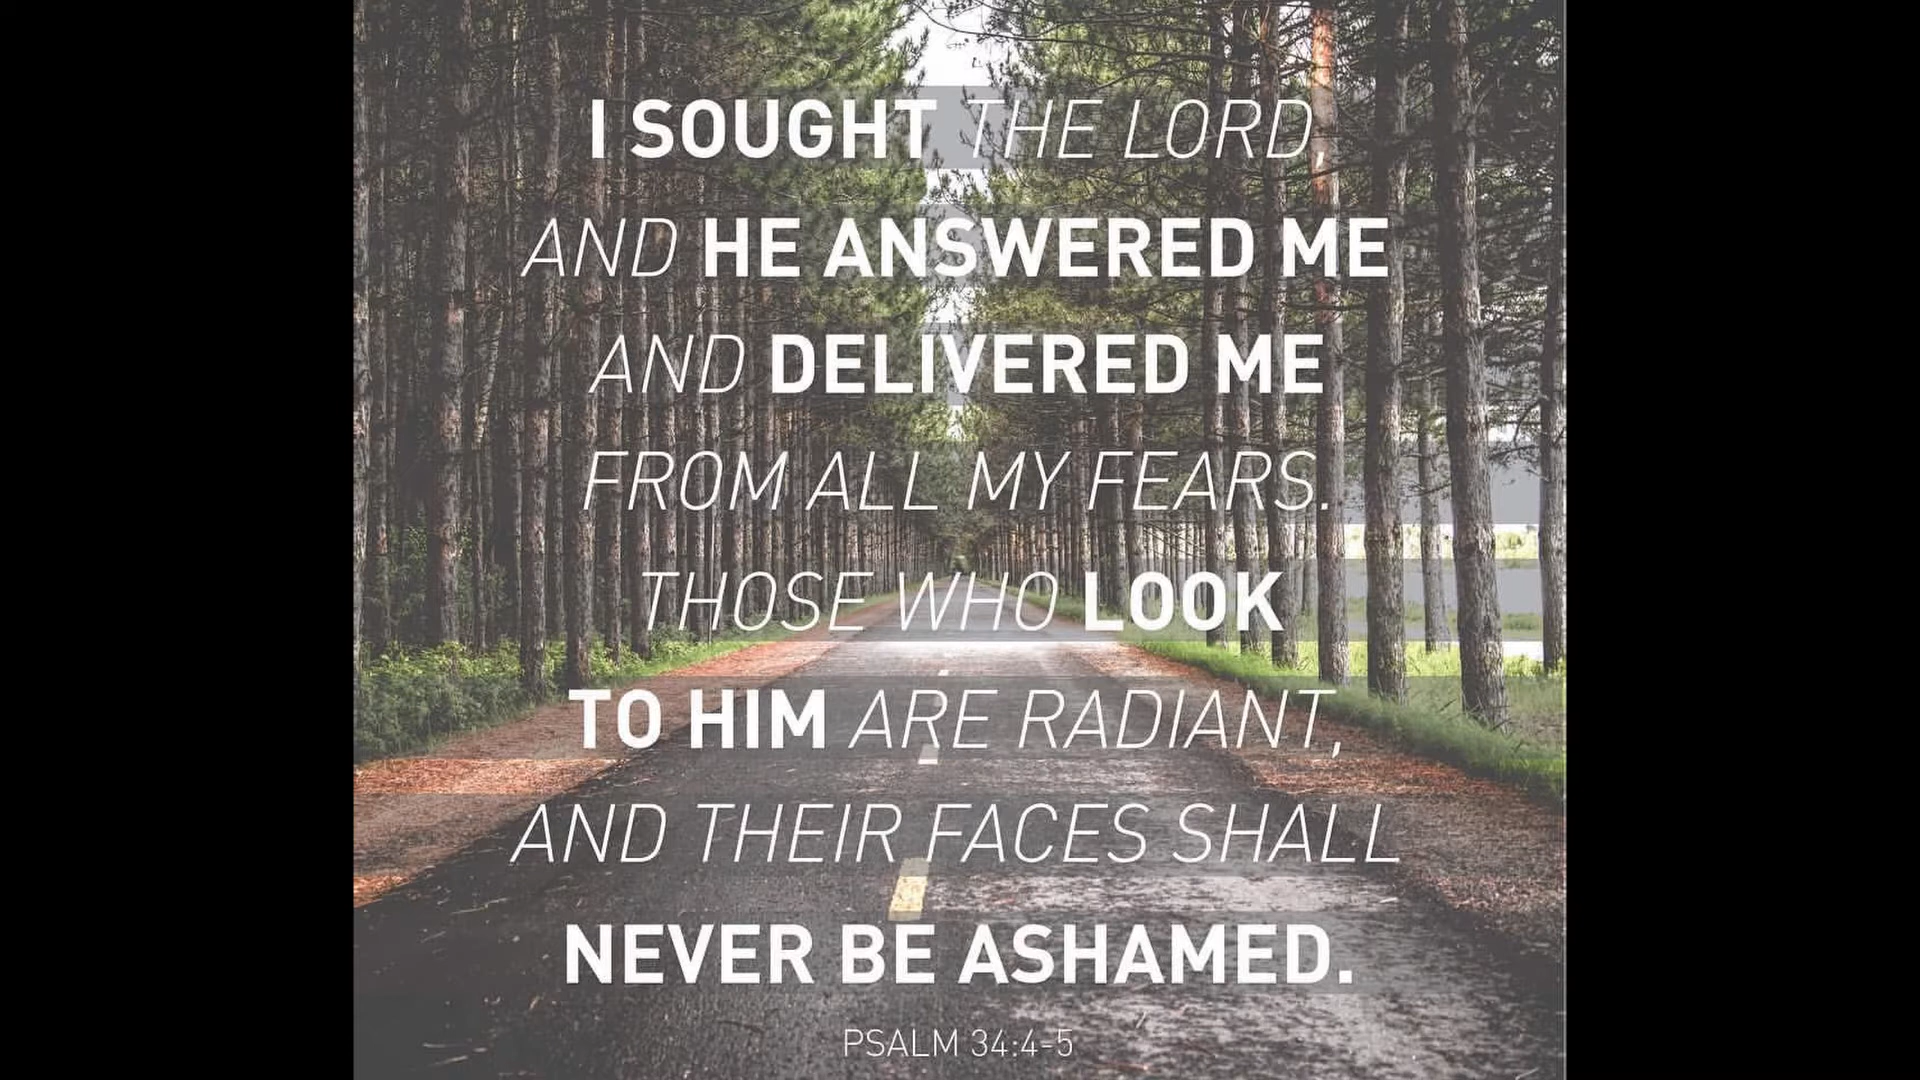 I SOUGHT THE LORD,
AND HE ANSWERED ME
AND DELIVERED ME
FROM ALL MY FEARS.
THOSE WHO LOOK
TO HIM ARE RADIANT,
AND THEIR FACES SHALL
NEVER BE ASHAMED.
PSALM 34:4-5